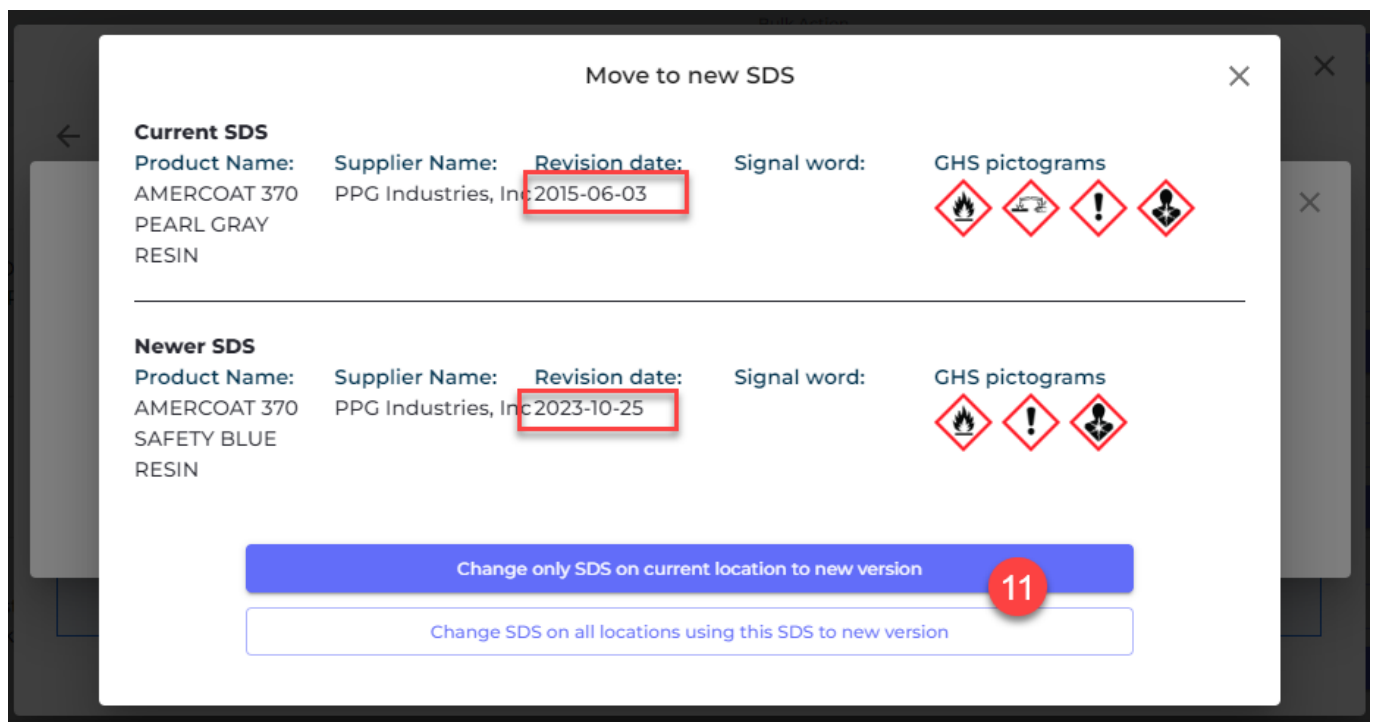 Bulk Action
Move to new SDS
Current SDS
Product Name: Supplier Name: Revision date: Signal word: GHS pictograms
AMERCOAT 370 PPG Industries, Inc 2015-06-03
PEARL GRAY
RESIN
Newer SDS
Product Name: Supplier Name: Revision date: Signal word: GHS pictograms
AMERCOAT 370 PPG Industries, Inc 2023-10-25
SAFETY BLUE
RESIN
Change only SDS on current location to new version
11
Change SDS on all locations using this SDS to new version